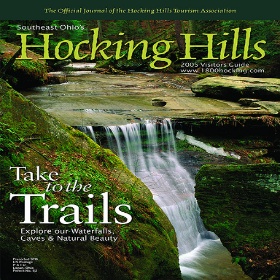 The Official Journal of the Hocking Hills Tourism Association
Southeast Ohio's
Hocking Hills
2005 Visitors Guide
www.1800hocking.com
Take
to the
Trails
Explore our Waterfalls,
Caves & Natural Beauty